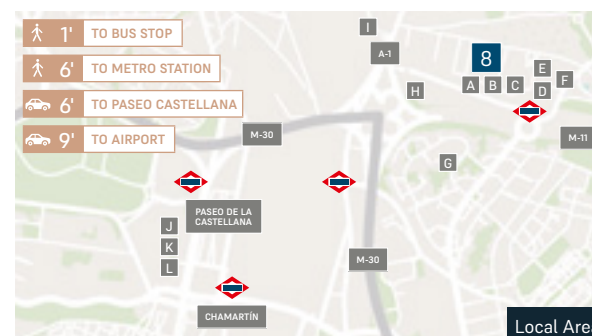 1' TO BUS STOP
6' TO METRO STATION
6' TO PASEO CASTELLANA
9' TO AIRPORT
I
A-1
8
E
F
H
A
B
C
D
M-30
M-11
G
PASEO DE LA
CASTELLANA
J
K
L
M-30
CHAMARTÍN
Local Area